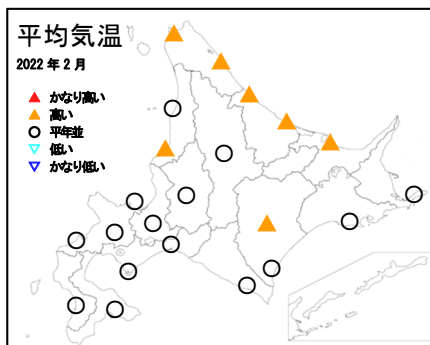 平均気温
2022 年 2 月
かなり高い
高い
平年並
低い
かなり低い